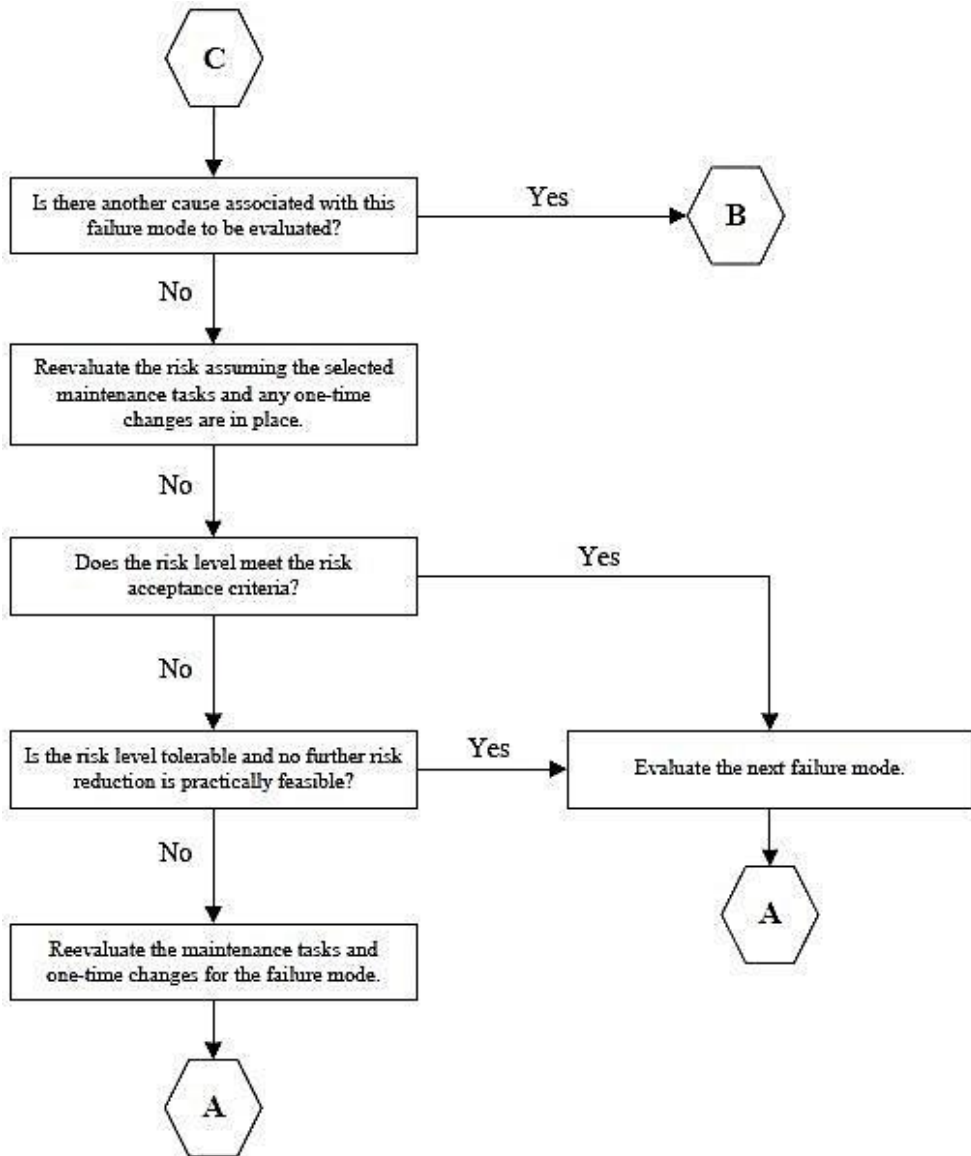 C
Is there another cause associated with this
failure mode to be evaluated?
Yes
B
No
Reevaluate the risk assuming the selected
maintenance tasks and any one-time
changes are in place.
No
Does the risk level meet the risk
acceptance criteria?
Yes
No
Is the risk level tolerable and no further risk
reduction is practically feasible?
Yes
Evaluate the next failure mode.
No
A
Reevaluate the maintenance tasks and
one-time changes for the failure mode.
A